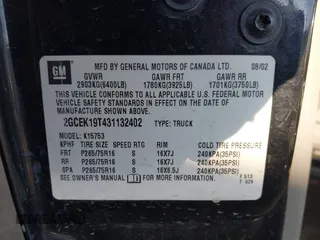 GM
MFD BY GENERAL MOTORS OF CANADA LTD. 08/02
GVWR GAWR FRT GAWR RR
2903KG(6400LB) 1780KG(3925LB) 1701KG(3750LB)
THIS VEHICLE CONFORMS TO ALL APPLICABLE U.S. FEDERAL MOTOR
VEHICLE SAFETY STANDARDS IN EFFECT ON THE DATE OF
MANUFACTURE SHOWN ABOVE.
2GCEK19T431132402 TYPE: TRUCK
MODEL: K15753
TIRE SIZE SPEED RTG RIM COLD TIRE PRESSURE
FRT P265/75R16 S 16X7J 240KPA(35PSI)
RR P265/75R16 S 16X7J 240KPA(35PSI)
SPA P265/75R16 S 16X6.5J 240KPA(35PSI)
SEE OWNER'S MANUAL FOR ADDITIONAL INFORMATION